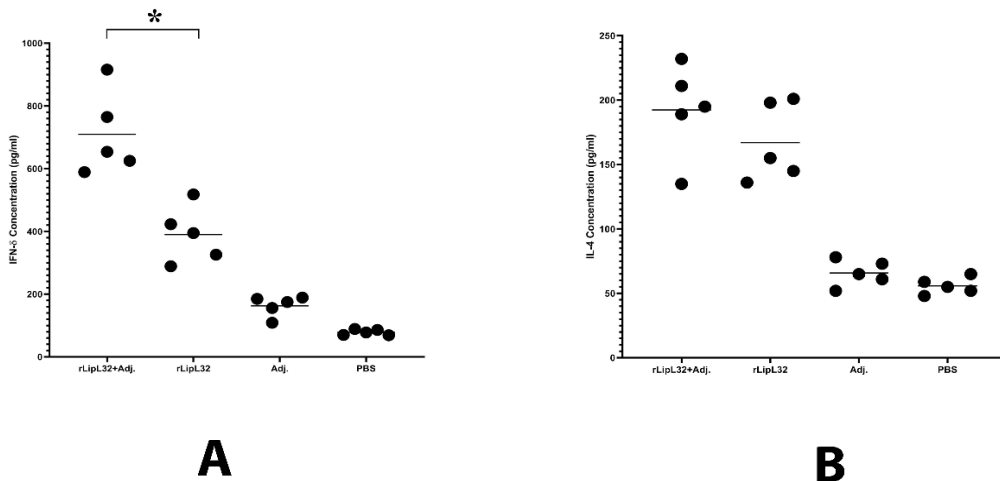 *
IFN-δ Concentration (pg/ml)
1000
800
600
400
200
0
rLipL32+Adj.
rLipL32
Adj.
PBS
A
IL-4 Concentration (pg/ml)
250
200
150
100
50
0
rLipL32+Adj.
rLipL32
Adj.
PBS
B